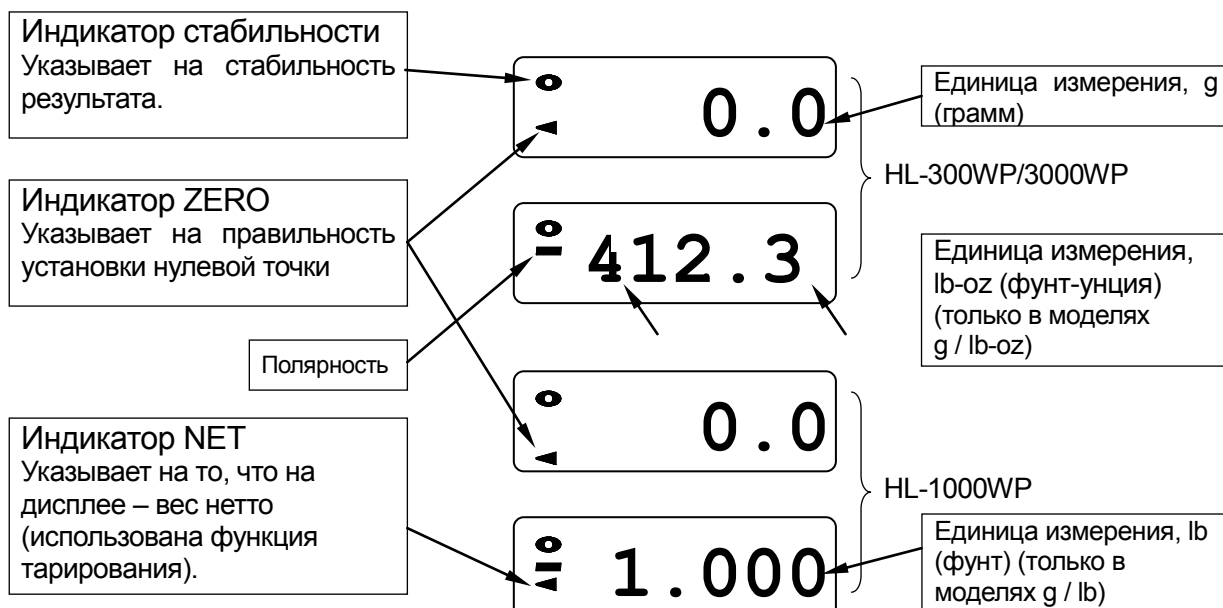 Индикатор стабильности
Указывает на стабильность
результата.
0.0
Единица измерения, g
(грамм)
HL-300WP/3000WP
Индикатор ZERO
Указывает на правильность
установки нулевой точки
412.3
Единица измерения,
lb-oz (фунт-унция)
(только в моделях
g / lb-oz)
Полярность
0.0
HL-1000WP
Индикатор NET
Указывает на то, что на
дисплее – вес нетто
(использована функция
тарирования).
1.000
Единица измерения, lb
(фунт) (только в
моделях g / lb)